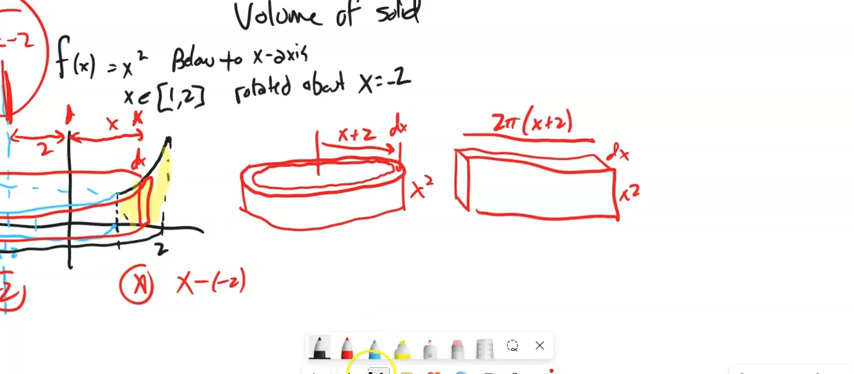 Volume of solid
x-2
f(x) = x² Below to x-axis
x ∈ [1,2] rotated about x=-2
2 x
dx
x+2 dx
x²
2π(x+2)
dx
x²
2
x x-(-2)